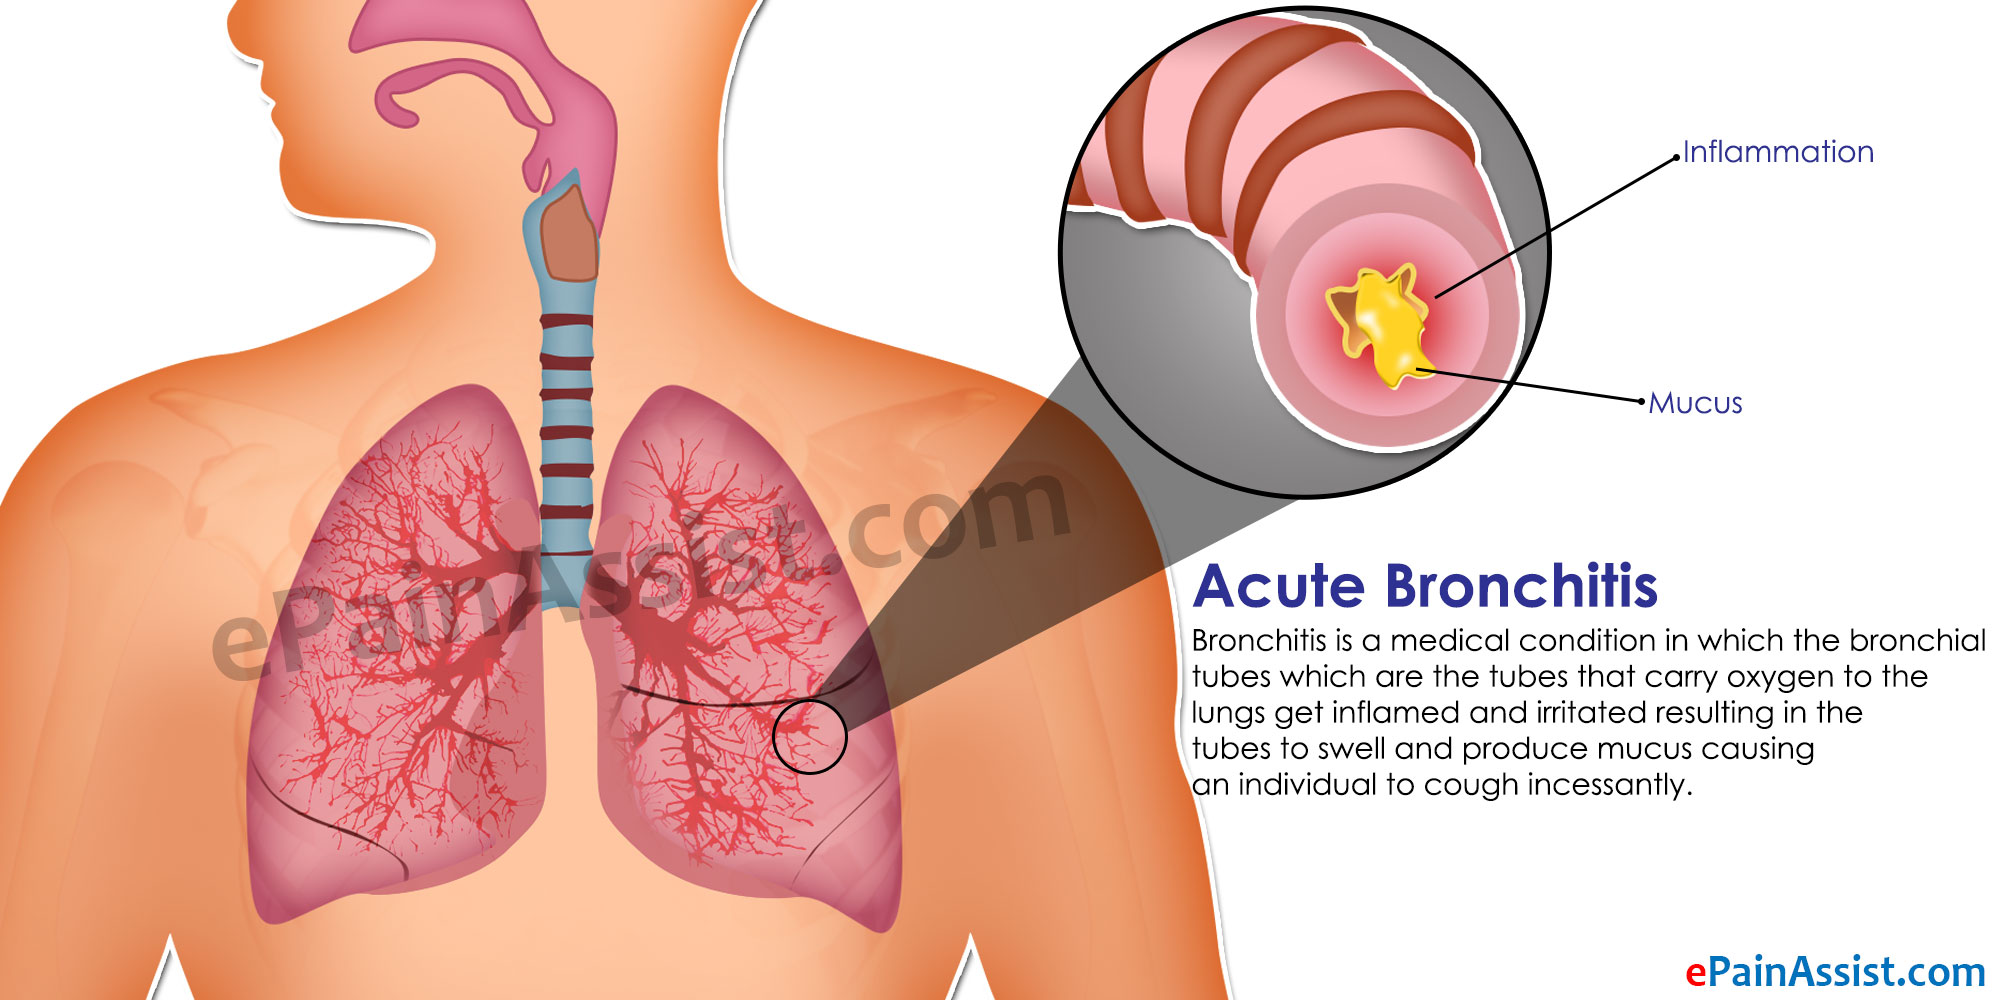 Inflammation
Mucus
ePainAssist.com
Acute Bronchitis
Bronchitis is a medical condition in which the bronchial
tubes which are the tubes that carry oxygen to the
lungs get inflamed and irritated resulting in the
tubes to swell and produce mucus causing
an individual to cough incessantly.
ePainAssist.com